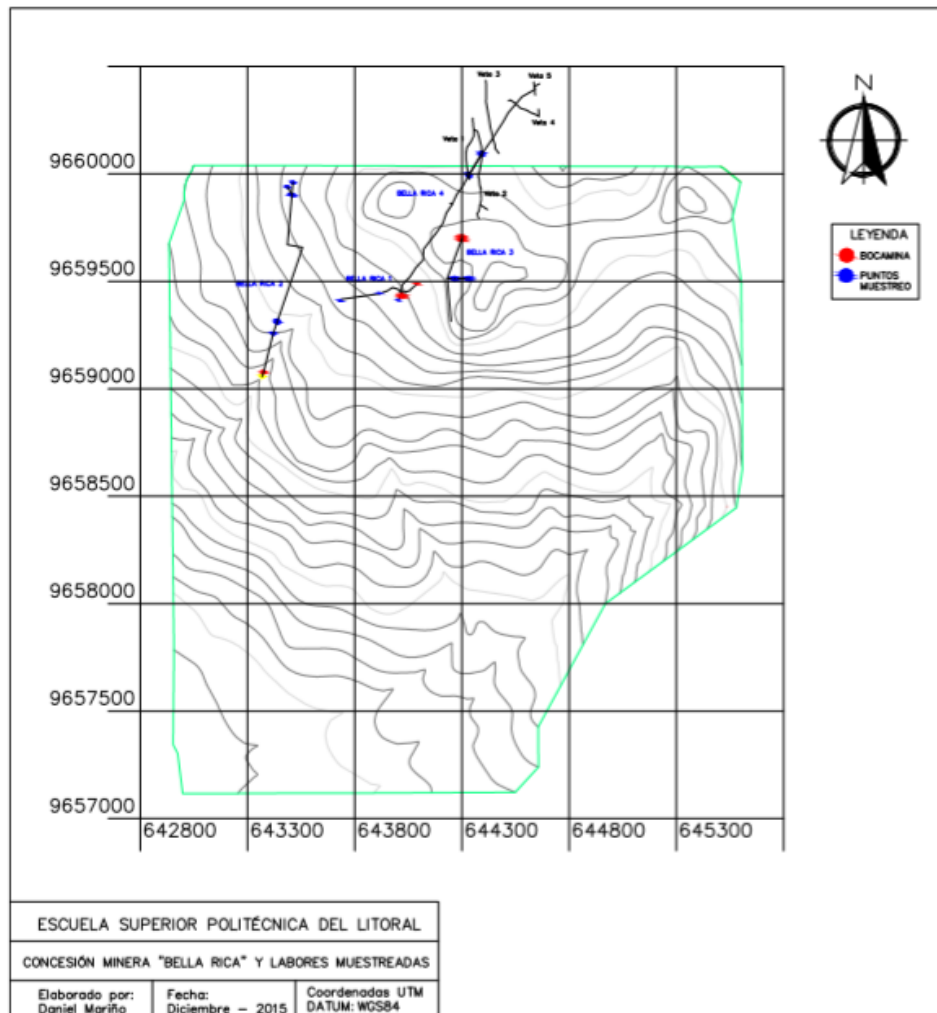 Veta 3
Veta 5
Veta 4
Veta 1
N
9660000
BELLA RICA 4
Veta 2
LEYENDA
BOCAMINA
PUNTOS
MUESTREO
BELLA RICA 3
9659500
BELLA RICA 1
BELLA RICA 2
9659000
9658500
9658000
9657500
9657000
642800
643300
643800
644300
644800
645300
ESCUELA SUPERIOR POLITÉCNICA DEL LITORAL
CONCESIÓN MINERA "BELLA RICA" Y LABORES MUESTREADAS
Elaborado por:
Daniel Mariño
Fecha:
Diciembre – 2015
Coordenadas UTM
DATUM: WGS84